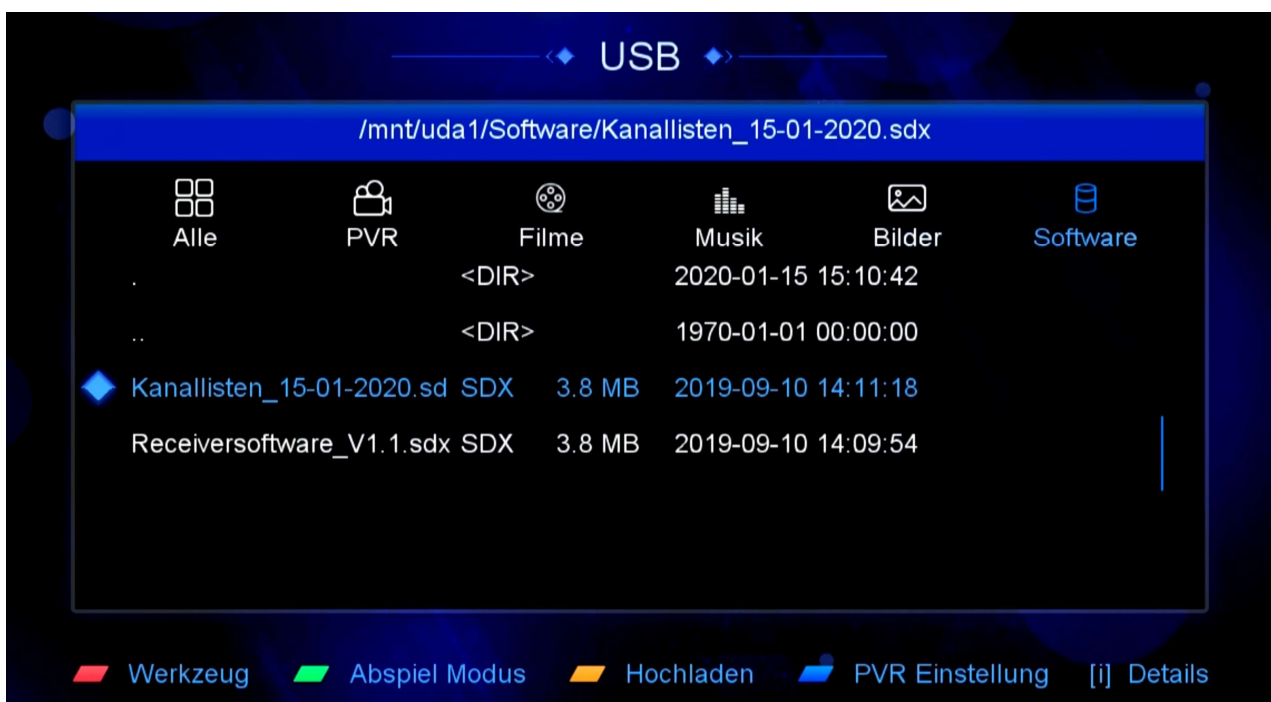 USB
/mnt/uda1/Software/Kanallisten_15-01-2020.sdx
Alle PVR Filme Musik Bilder Software
. <DIR> 2020-01-15 15:10:42
.. <DIR> 1970-01-01 00:00:00
Kanallisten_15-01-2020.sd SDX 3.8 MB 2019-09-10 14:11:18
Receiversoftware_V1.1.sdx SDX 3.8 MB 2019-09-10 14:09:54
Werkzeug Abspiel Modus Hochladen PVR Einstellung [i] Details